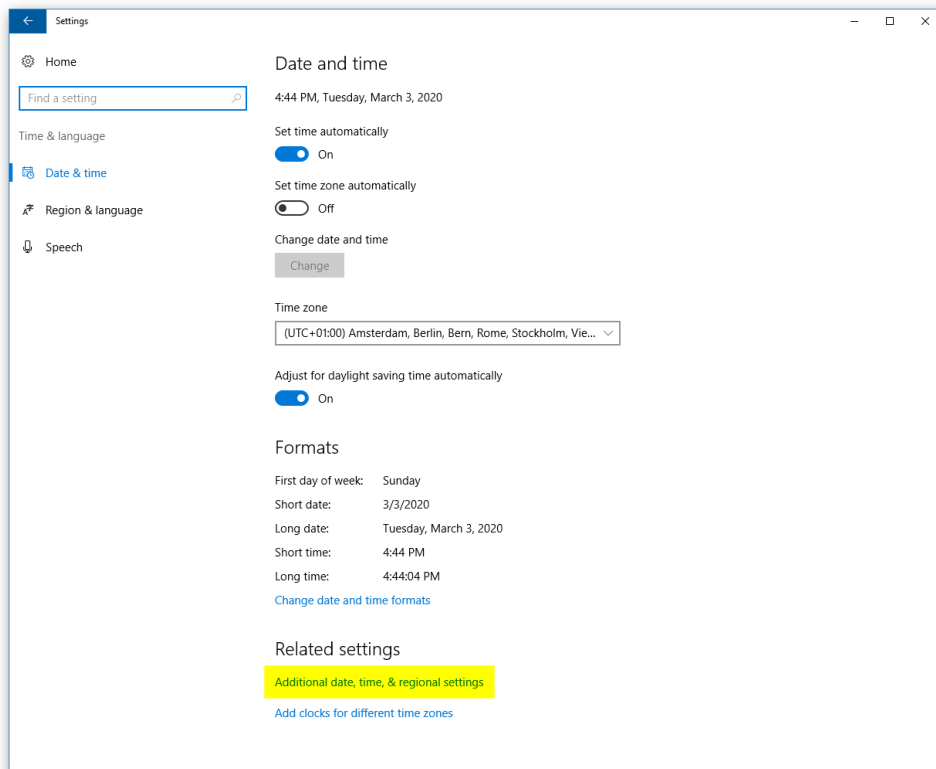 Settings
Home
Find a setting
Time & language
Date & time
Region & language
Speech
Date and time
4:44 PM, Tuesday, March 3, 2020
Set time automatically
On
Set time zone automatically
Off
Change date and time
Change
Time zone
(UTC+01:00) Amsterdam, Berlin, Bern, Rome, Stockholm, Vie...
Adjust for daylight saving time automatically
On
Formats
First day of week: Sunday
Short date: 3/3/2020
Long date: Tuesday, March 3, 2020
Short time: 4:44 PM
Long time: 4:44:04 PM
Change date and time formats
Related settings
Additional date, time, & regional settings
Add clocks for different time zones